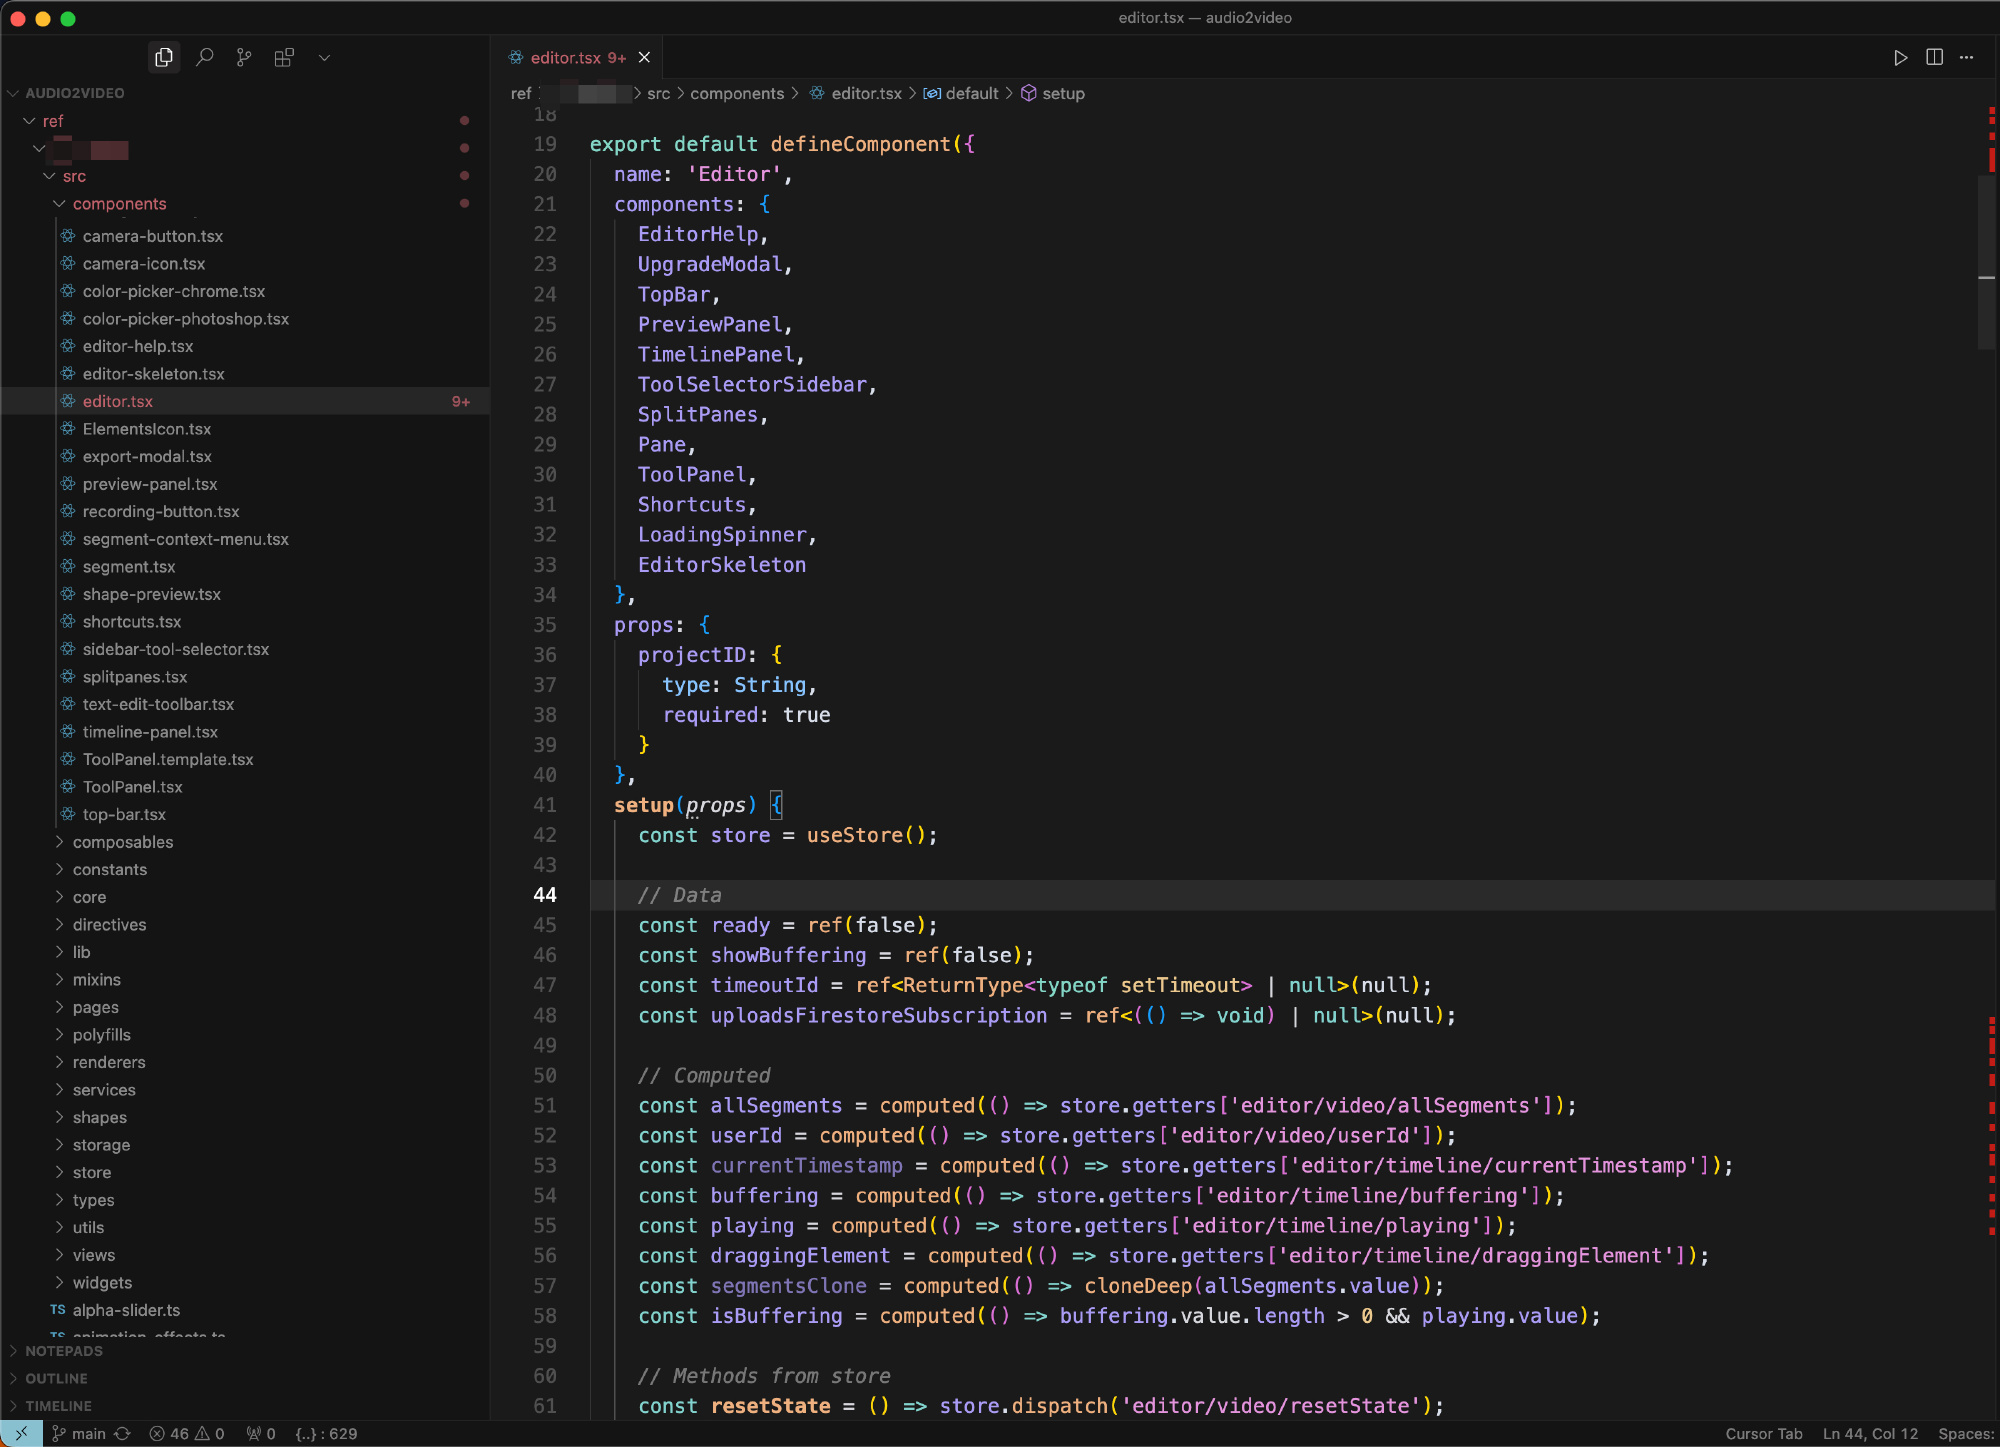 editor.tsx — audio2video
editor.tsx 9+
AUDIO2VIDEO
ref
src
components
camera-button.tsx
camera-icon.tsx
color-picker-chrome.tsx
color-picker-photoshop.tsx
editor-help.tsx
editor-skeleton.tsx
editor.tsx 9+
ElementsIcon.tsx
export-modal.tsx
preview-panel.tsx
recording-button.tsx
segment-context-menu.tsx
segment.tsx
shape-preview.tsx
shortcuts.tsx
sidebar-tool-selector.tsx
splitpanes.tsx
text-edit-toolbar.tsx
timeline-panel.tsx
ToolPanel.template.tsx
ToolPanel.tsx
top-bar.tsx
composables
constants
core
directives
lib
mixins
pages
polyfills
renderers
services
shapes
storage
store
types
utils
views
widgets
TS alpha-slider.ts
TS animation-effects.ts
NOTEPADS
OUTLINE
TIMELINE
ref > src > components > editor.tsx > default > setup
18
19 export default defineComponent({
20 name: 'Editor',
21 components: {
22 EditorHelp,
23 UpgradeModal,
24 TopBar,
25 PreviewPanel,
26 TimelinePanel,
27 ToolSelectorSidebar,
28 SplitPanes,
29 Pane,
30 ToolPanel,
31 Shortcuts,
32 LoadingSpinner,
33 EditorSkeleton
34 },
35 props: {
36 projectID: {
37 type: String,
38 required: true
39 }
40 },
41 setup(props) {
42 const store = useStore();
43
44 // Data
45 const ready = ref(false);
46 const showBuffering = ref(false);
47 const timeoutId = ref<ReturnType<typeof setTimeout> | null>(null);
48 const uploadsFirestoreSubscription = ref<(() => void) | null>(null);
49
50 // Computed
51 const allSegments = computed(() => store.getters['editor/video/allSegments']);
52 const userId = computed(() => store.getters['editor/video/userId']);
53 const currentTimestamp = computed(() => store.getters['editor/timeline/currentTimestamp']);
54 const buffering = computed(() => store.getters['editor/timeline/buffering']);
55 const playing = computed(() => store.getters['editor/timeline/playing']);
56 const draggingElement = computed(() => store.getters['editor/timeline/draggingElement']);
57 const segmentsClone = computed(() => cloneDeep(allSegments.value));
58 const isBuffering = computed(() => buffering.value.length > 0 && playing.value);
59
60 // Methods from store
61 const resetState = () => store.dispatch('editor/video/resetState');
main 46 0 0 {..} : 629
Cursor Tab Ln 44, Col 12 Spaces: